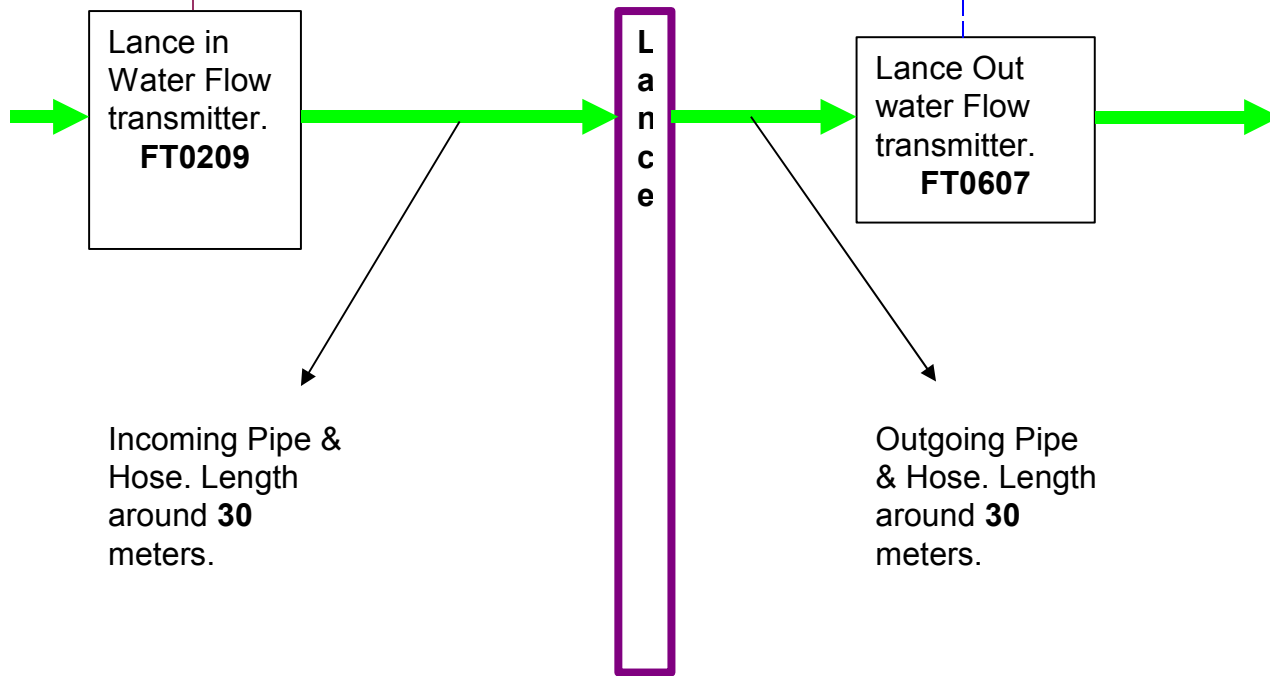 Lance in
Water Flow
transmitter.
FT0209
L
a
n
c
e
Lance Out
water Flow
transmitter.
FT0607
Incoming Pipe &
Hose. Length
around 30
meters.
Outgoing Pipe
& Hose. Length
around 30
meters.